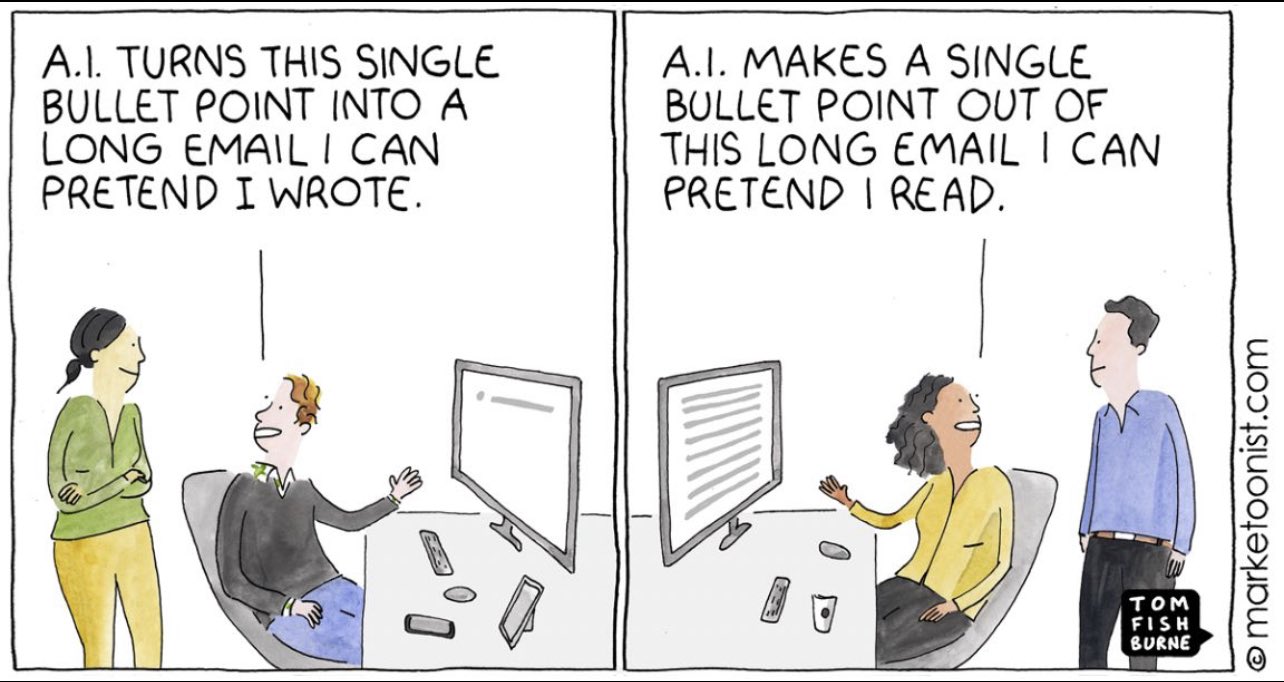 A.I. TURNS THIS SINGLE
BULLET POINT INTO A
LONG EMAIL I CAN
PRETEND I WROTE.
A.I. MAKES A SINGLE
BULLET POINT OUT OF
THIS LONG EMAIL I CAN
PRETEND I READ.
TOM
FISH
BURNE
© marketoonist.com